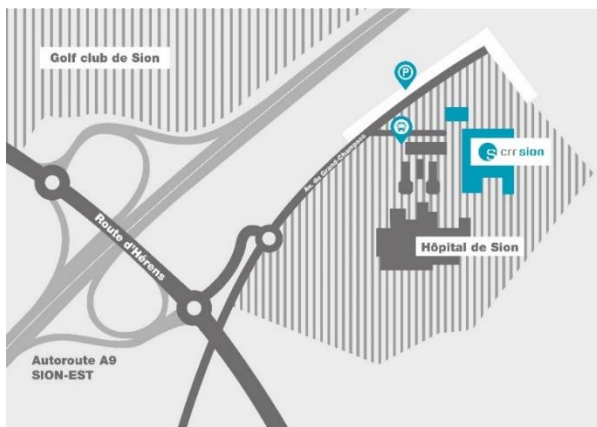 Golf club de Sion
P
Av. du Grand-Champsec
S crr sion
Route d'Hérens
Hôpital de Sion
Autoroute A9
SION-EST